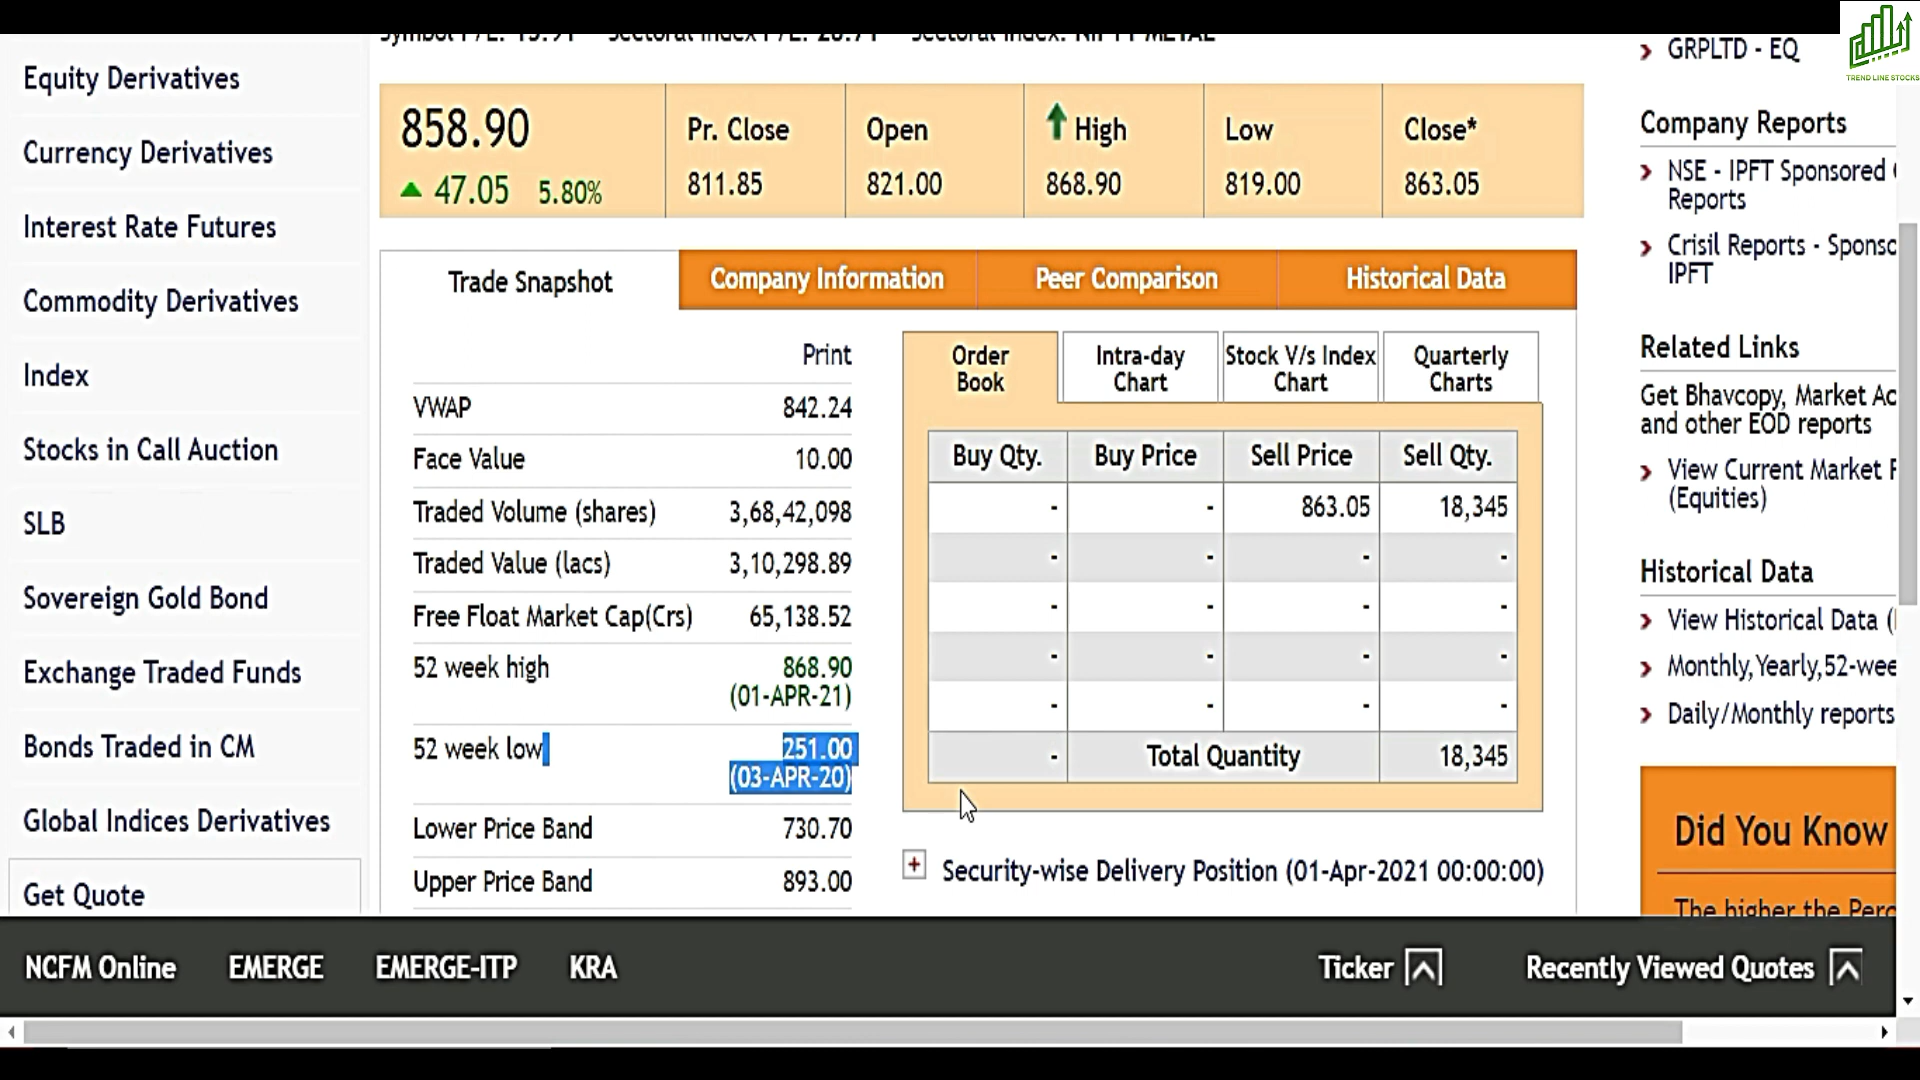 TREND LINE STOCKS
Equity Derivatives
Currency Derivatives
Interest Rate Futures
Commodity Derivatives
Index
Stocks in Call Auction
SLB
Sovereign Gold Bond
Exchange Traded Funds
Bonds Traded in CM
Global Indices Derivatives
Get Quote
858.90
47.05 5.80%
Pr. Close Open High Low Close*
811.85 821.00 868.90 819.00 863.05
Trade Snapshot Company Information Peer Comparison Historical Data
Print
VWAP 842.24
Face Value 10.00
Traded Volume (shares) 3,68,42,098
Traded Value (lacs) 3,10,298.89
Free Float Market Cap(Crs) 65,138.52
52 week high 868.90
(01-APR-21)
52 week low 251.00
(03-APR-20)
Lower Price Band 730.70
Upper Price Band 893.00
Order Intra-day Stock V/s Index Quarterly
Book Chart Chart Charts
Buy Qty. Buy Price Sell Price Sell Qty.
- - 863.05 18,345
- - - -
- - - -
- - - -
- - - -
- Total Quantity 18,345
Security-wise Delivery Position (01-Apr-2021 00:00:00)
GRPLTD - EQ
Company Reports
NSE - IPFT Sponsored
Reports
Crisil Reports - Sponso
IPFT
Related Links
Get Bhavcopy, Market Ac
and other EOD reports
View Current Market
(Equities)
Historical Data
View Historical Data (
Monthly,Yearly,52-wee
Daily/Monthly reports
Did You Know
The higher the Perc
NCFM Online EMERGE EMERGE-ITP KRA Ticker Recently Viewed Quotes